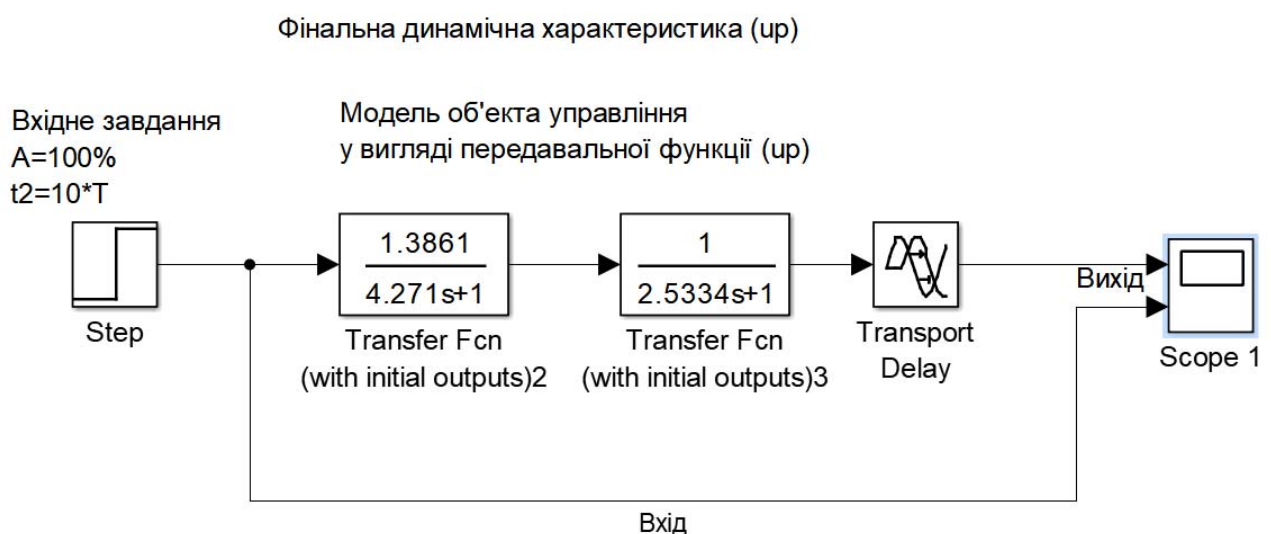 Фінальна динамічна характеристика (up)
Вхідне завдання
A=100%
t2=10*T
Модель об'екта управління
у вигляді передавальної функції (up)
1.3861
4.271s+1
1
2.5334s+1
Вихід
Step
Transfer Fcn
(with initial outputs)2
Transfer Fcn
(with initial outputs)3
Transport
Delay
Scope 1
Вхід